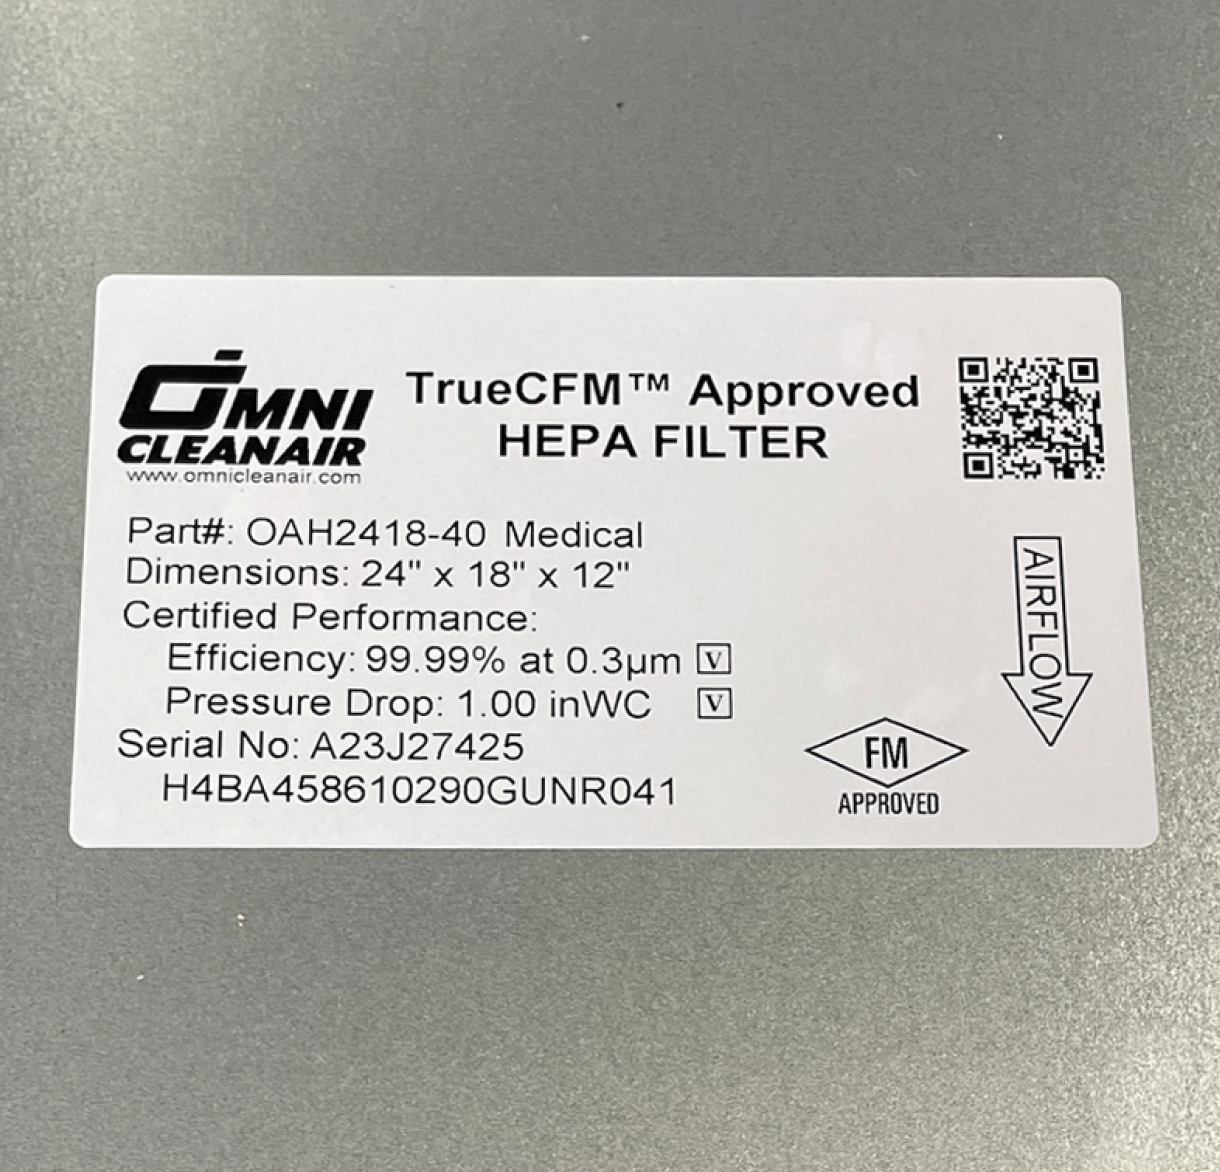 OMNI
CLEANAIR
www.omnicleanair.com
TrueCFM™ Approved
HEPA FILTER
Part#: OAH2418-40 Medical
Dimensions: 24" x 18" x 12"
Certified Performance:
Efficiency: 99.99% at 0.3µm V
Pressure Drop: 1.00 inWC V
Serial No: A23J27425
H4BA458610290GUNR041
AIRFLOW
FM
APPROVED